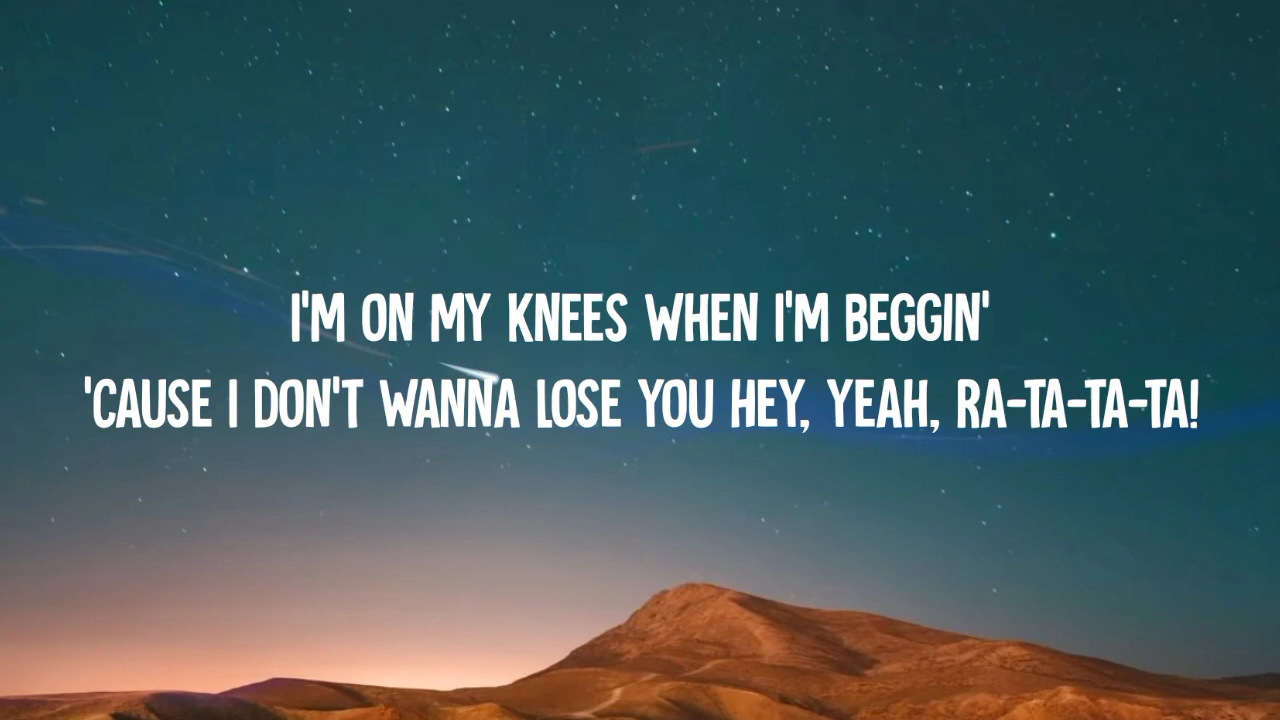 I'M ON MY KNEES WHEN I'M BEGGIN'
'CAUSE I DON'T WANNA LOSE YOU HEY, YEAH, RA-TA-TA-TA!